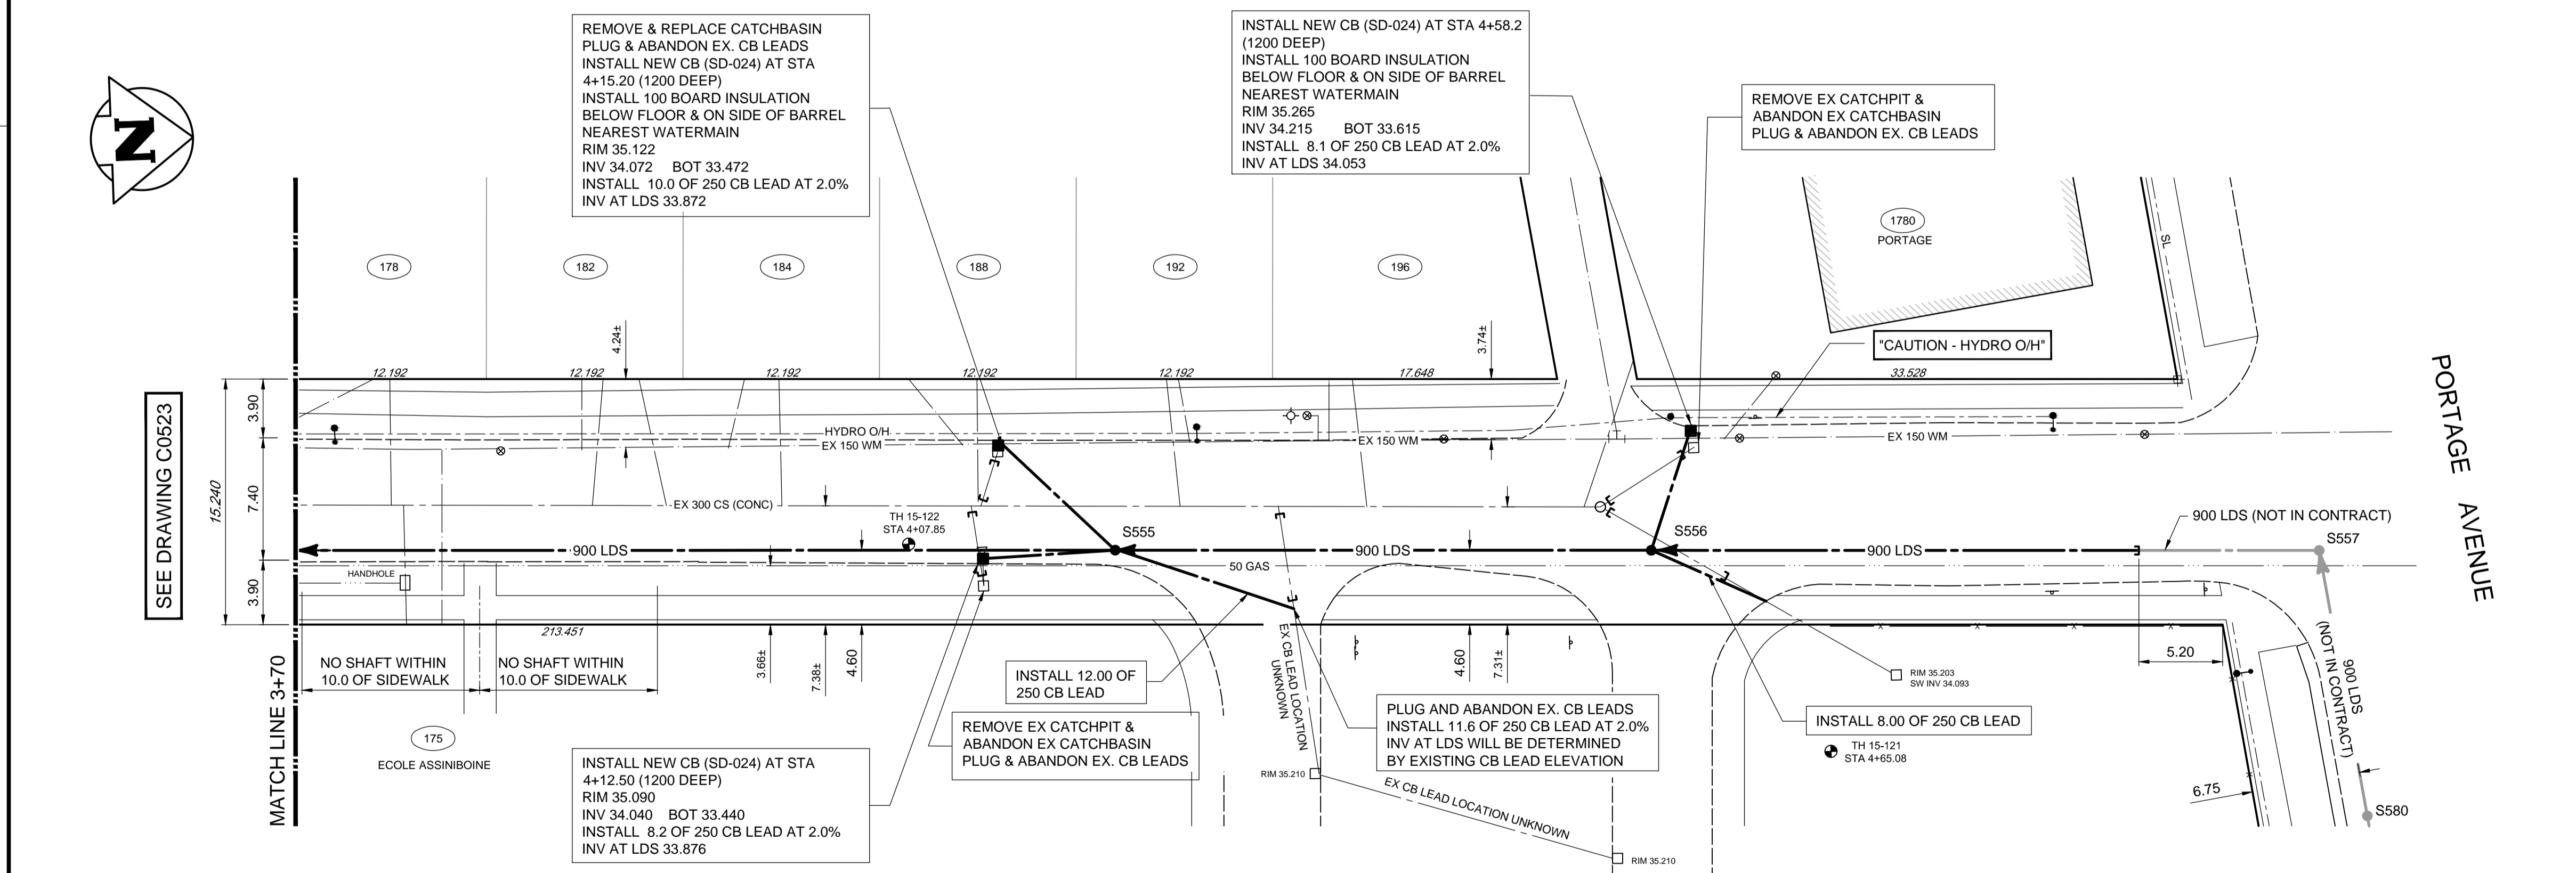 REMOVE & REPLACE CATCHBASIN
PLUG & ABANDON EX. CB LEADS
INSTALL NEW CB (SD-024) AT STA
4+15.20 (1200 DEEP)
INSTALL 100 BOARD INSULATION
BELOW FLOOR & ON SIDE OF BARREL
NEAREST WATERMAIN
RIM 35.122
INV 34.072 BOT 33.472
INSTALL 10.0 OF 250 CB LEAD AT 2.0%
INV AT LDS 33.872
INSTALL NEW CB (SD-024) AT STA 4+58.2
(1200 DEEP)
INSTALL 100 BOARD INSULATION
BELOW FLOOR & ON SIDE OF BARREL
NEAREST WATERMAIN
RIM 35.265
INV 34.215 BOT 33.615
INSTALL 8.1 OF 250 CB LEAD AT 2.0%
INV AT LDS 34.053
REMOVE EX CATCHPIT &
ABANDON EX CATCHBASIN
PLUG & ABANDON EX. CB LEADS
N
178
182
184
188
192
196
1780
PORTAGE
SL
4.24±
3.74±
"CAUTION - HYDRO O/H"
12.192
12.192
12.192
12.192
12.192
17.648
33.528
PORTAGE AVENUE
SEE DRAWING C0523
15.240
3.90
7.40
3.90
HYDRO O/H
EX 150 WM
EX 150 WM
EX 150 WM
EX 300 CS (CONC)
TH 15-122
STA 4+07.85
S555
S556
900 LDS (NOT IN CONTRACT)
S557
900 LDS
900 LDS
900 LDS
50 GAS
HANDHOLE
213.451
NO SHAFT WITHIN
10.0 OF SIDEWALK
NO SHAFT WITHIN
10.0 OF SIDEWALK
3.66±
7.38±
4.60
4.60
7.31±
5.20
EX CB LEAD LOCATION
UNKNOWN
RIM 35.203
SW INV 34.093
900 LDS
(NOT IN CONTRACT)
INSTALL 12.00 OF
250 CB LEAD
REMOVE EX CATCHPIT &
ABANDON EX CATCHBASIN
PLUG & ABANDON EX. CB LEADS
PLUG AND ABANDON EX. CB LEADS
INSTALL 11.6 OF 250 CB LEAD AT 2.0%
INV AT LDS WILL BE DETERMINED
BY EXISTING CB LEAD ELEVATION
INSTALL 8.00 OF 250 CB LEAD
TH 15-121
STA 4+65.08
MATCH LINE 3+70
175
ECOLE ASSINIBOINE
INSTALL NEW CB (SD-024) AT STA
4+12.50 (1200 DEEP)
RIM 35.090
INV 34.040 BOT 33.440
INSTALL 8.2 OF 250 CB LEAD AT 2.0%
INV AT LDS 33.876
RIM 35.210
EX CB LEAD LOCATION UNKNOWN
RIM 35.210
6.75
S580